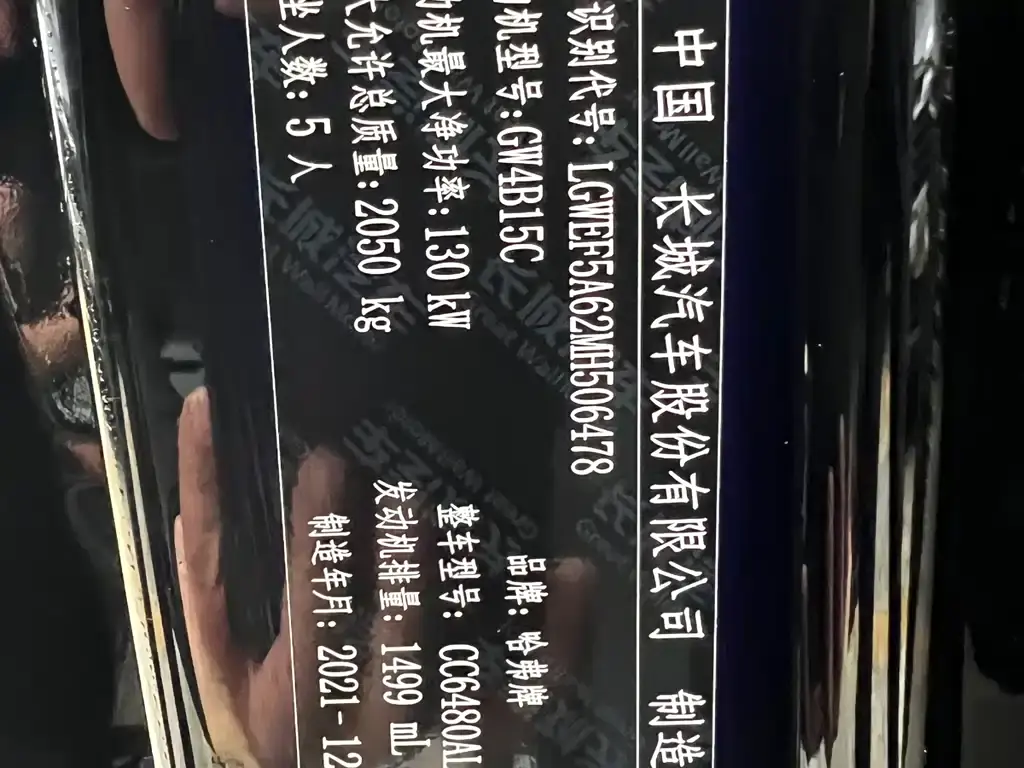 中国 长城汽车股份有限公司 制造
品牌: 哈弗牌
识别代号: LGWEF5A62MH506478
机型号: GW4B15C
整车型号: CC6480AL
机最大净功率: 130 kW
发动机排量: 1499 mL
大允许总质量: 2050 kg
制造年月: 2021-12
坐人数: 5 人